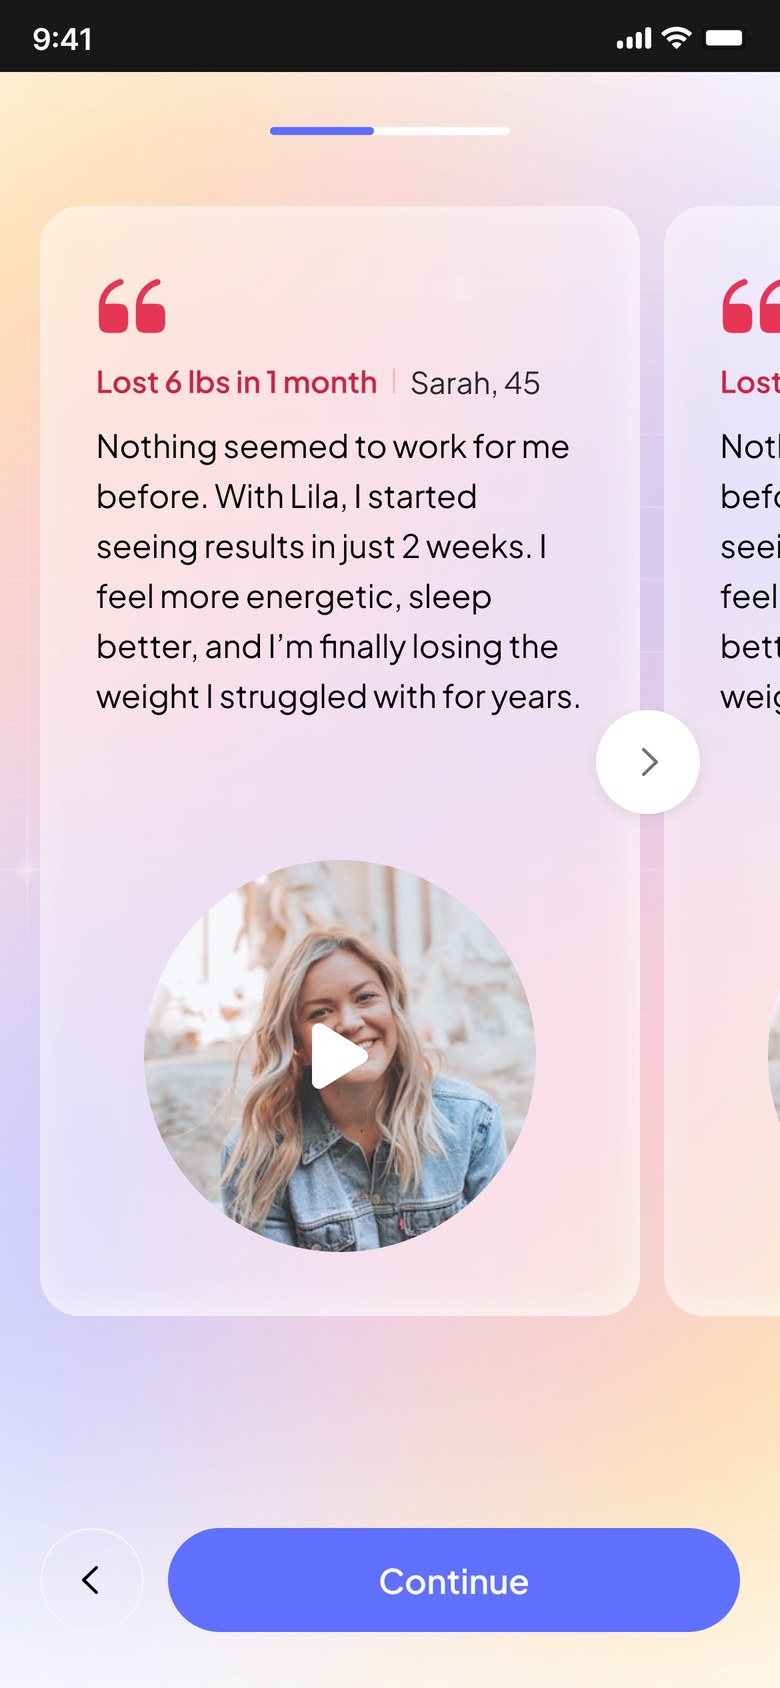 9:41
Lost 6 lbs in 1 month | Sarah, 45
Nothing seemed to work for me
before. With Lila, I started
seeing results in just 2 weeks. I
feel more energetic, sleep
better, and I’m finally losing the
weight I struggled with for years.
Lost
Continue